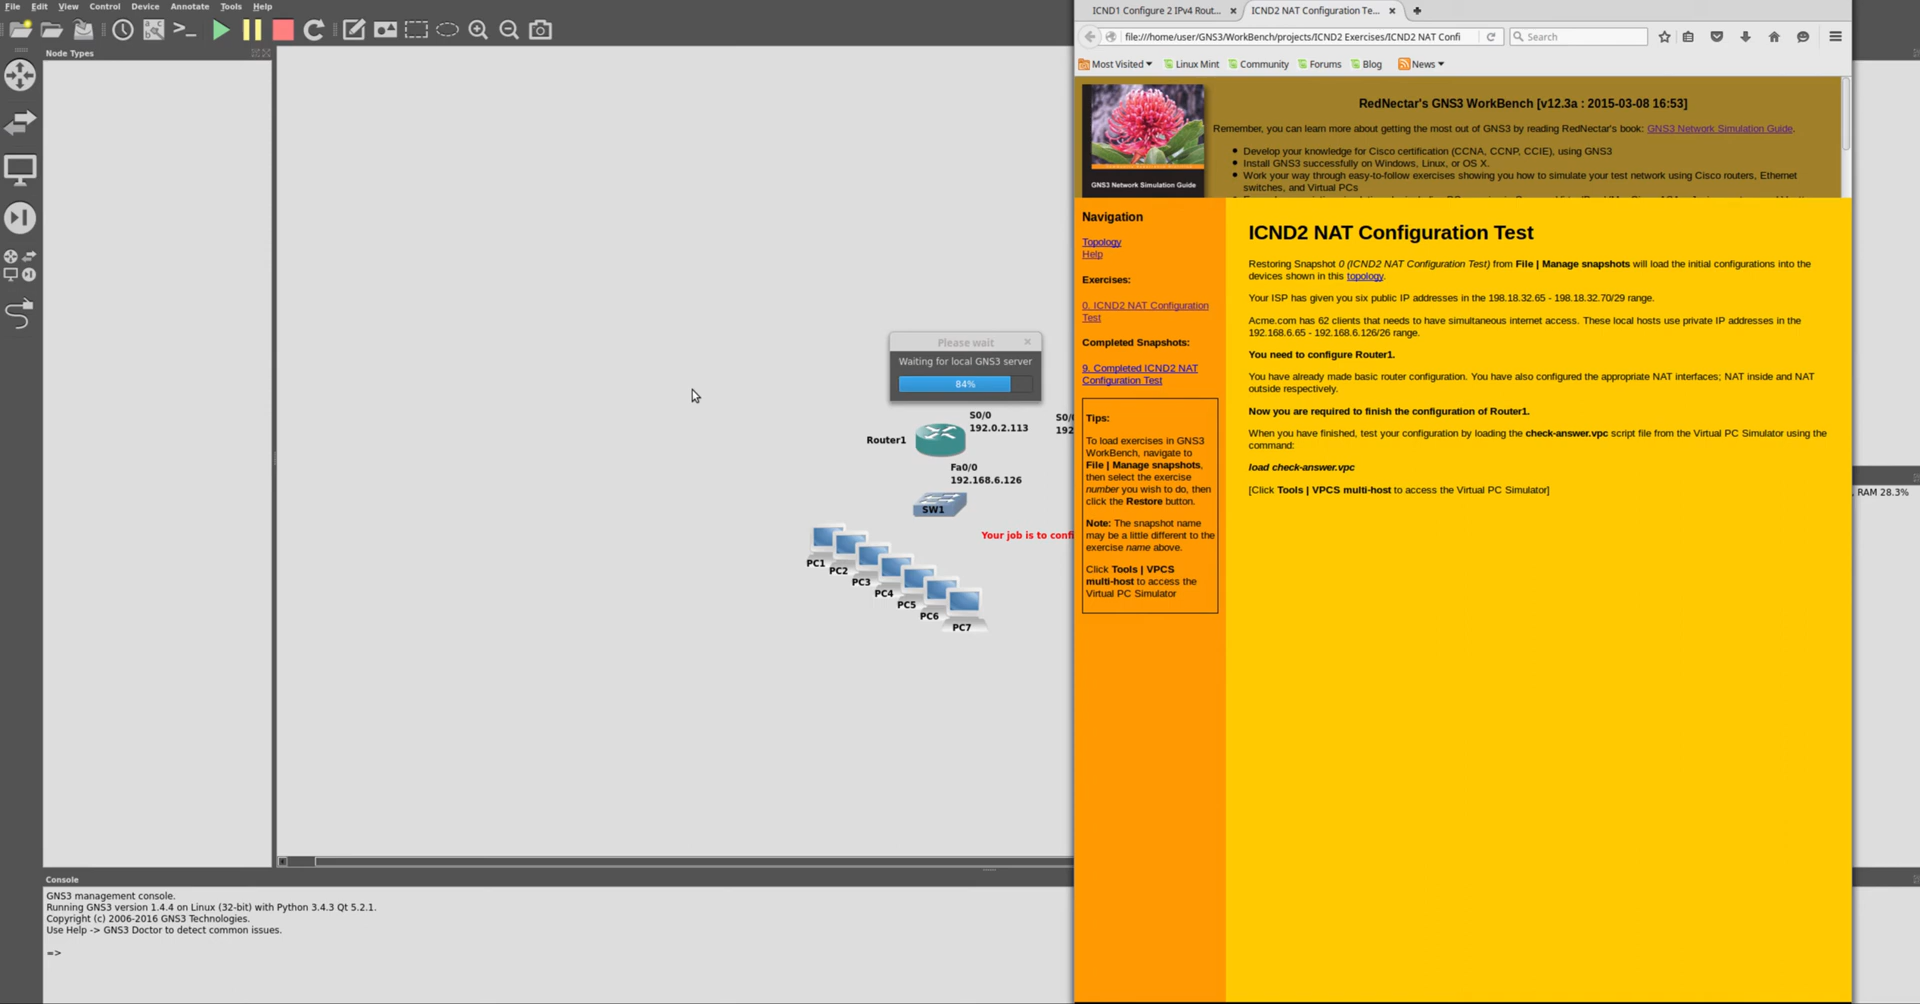 File Edit View Control Device Annotate Tools Help
Node Types
Please wait
Waiting for local GNS3 server
84%
S0/0
192.0.2.113
S0/
192
Router1
Fa0/0
192.168.6.126
SW1
Your job is to confi
PC1
PC2
PC3
PC4
PC5
PC6
PC7
Console
GNS3 management console.
Running GNS3 version 1.4.4 on Linux (32-bit) with Python 3.4.3 Qt 5.2.1.
Copyright (c) 2006-2016 GNS3 Technologies.
Use Help -> GNS3 Doctor to detect common issues.
=>
ICND1 Configure 2 IPv4 Rout... ICND2 NAT Configuration Te...
file:///home/user/GNS3/WorkBench/projects/ICND2 Exercises/ICND2 NAT Confi
Search
Most Visited Linux Mint Community Forums Blog News
RedNectar's GNS3 WorkBench [v12.3a : 2015-03-08 16:53]
Remember, you can learn more about getting the most out of GNS3 by reading RedNectar's book: GNS3 Network Simulation Guide.
Develop your knowledge for Cisco certification (CCNA, CCNP, CCIE), using GNS3
Install GNS3 successfully on Windows, Linux, or OS X.
Work your way through easy-to-follow exercises showing you how to simulate your test network using Cisco routers, Ethernet
switches, and Virtual PCs
GNS3 Network Simulation Guide
Navigation
Topology
Help
Exercises:
0. ICND2 NAT Configuration
Test
Completed Snapshots:
9. Completed ICND2 NAT
Configuration Test
Tips:
To load exercises in GNS3
WorkBench, navigate to
File | Manage snapshots,
then select the exercise
number you wish to do, then
click the Restore button.
Note: The snapshot name
may be a little different to the
exercise name above.
Click Tools | VPCS
multi-host to access the
Virtual PC Simulator
ICND2 NAT Configuration Test
Restoring Snapshot 0 (ICND2 NAT Configuration Test) from File | Manage snapshots will load the initial configurations into the
devices shown in this topology.
Your ISP has given you six public IP addresses in the 198.18.32.65 - 198.18.32.70/29 range.
Acme.com has 62 clients that needs to have simultaneous internet access. These local hosts use private IP addresses in the
192.168.6.65 - 192.168.6.126/26 range.
You need to configure Router1.
You have already made basic router configuration. You have also configured the appropriate NAT interfaces; NAT inside and NAT
outside respectively.
Now you are required to finish the configuration of Router1.
When you have finished, test your configuration by loading the check-answer.vpc script file from the Virtual PC Simulator using the
command:
load check-answer.vpc
[Click Tools | VPCS multi-host to access the Virtual PC Simulator]
RAM 28.3%